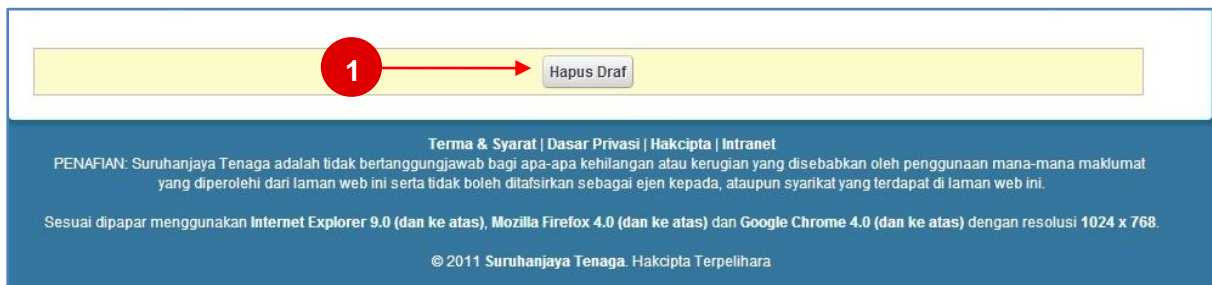 1
Hapus Draf
Terma & Syarat | Dasar Privasi | Hakcipta | Intranet
PENAFIAN: Suruhanjaya Tenaga adalah tidak bertanggungjawab bagi apa-apa kehilangan atau kerugian yang disebabkan oleh penggunaan mana-mana maklumat
yang diperolehi dari laman web ini serta tidak boleh ditafsirkan sebagai ejen kepada, ataupun syarikat yang terdapat di laman web ini.
Sesuai dipapar menggunakan Internet Explorer 9.0 (dan ke atas), Mozilla Firefox 4.0 (dan ke atas) dan Google Chrome 4.0 (dan ke atas) dengan resolusi 1024 x 768.
© 2011 Suruhanjaya Tenaga. Hakcipta Terpelihara